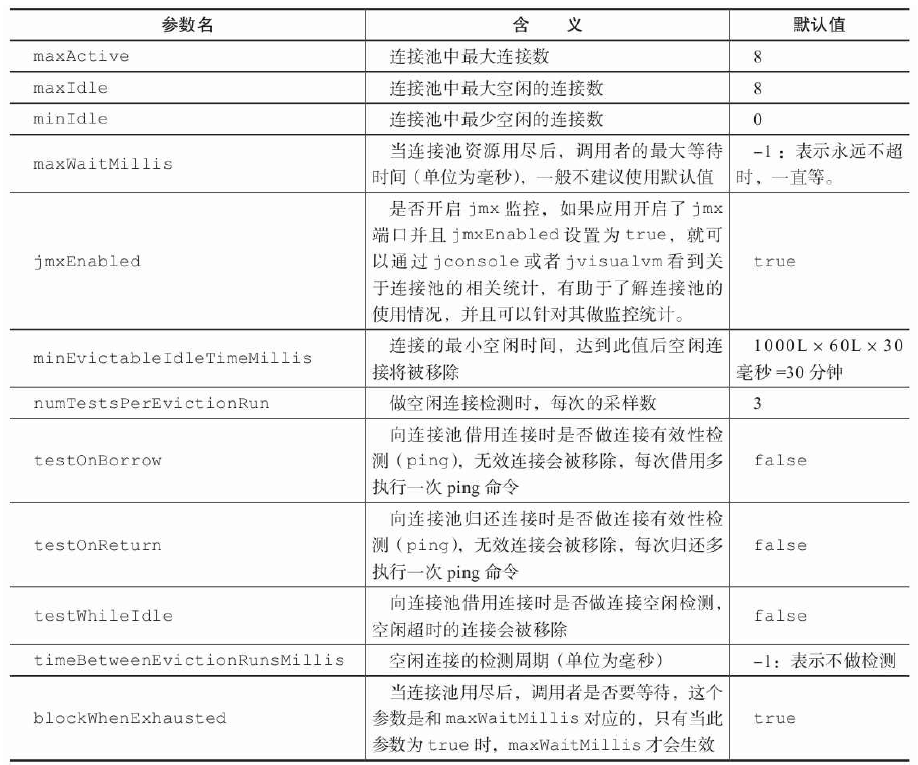 参数名 含 义 默认值
maxActive 连接池中最大连接数 8
maxIdle 连接池中最大空闲的连接数 8
minIdle 连接池中最少空闲的连接数 0
maxWaitMillis
当连接池资源用尽后，调用者的最大等待
时间（单位为毫秒），一般不建议使用默认值
-1：表示永远不超
时，一直等。
jmxEnabled
是否开启 jmx 监控，如果应用开启了 jmx
端口并且 jmxEnabled 设置为 true，就可
以通过 jconsole 或者 jvisualvm 看到关
于连接池的相关统计，有助于了解连接池的
使用情况，并且可以针对其做监控统计。
true
minEvictableIdleTimeMillis
连接的最小空闲时间，达到此值后空闲连
接将被移除
1000L × 60L × 30
毫秒 =30 分钟
numTestsPerEvictionRun 做空闲连接检测时，每次的采样数 3
testOnBorrow
向连接池借用连接时是否做连接有效性检
测（ping），无效连接会被移除，每次借用多
执行一次 ping 命令
false
testOnReturn
向连接池归还连接时是否做连接有效性检
测（ping），无效连接会被移除，每次归还多
执行一次 ping 命令
false
testWhileIdle
向连接池借用连接时是否做连接空闲检测，
空闲超时的连接会被移除
false
timeBetweenEvictionRunsMillis 空闲连接的检测周期（单位为毫秒） -1：表示不做检测
blockWhenExhausted
当连接池用尽后，调用者是否要等待，这个
参数是和 maxWaitMillis 对应的，只有当此
参数为 true 时，maxWaitMillis 才会生效
true